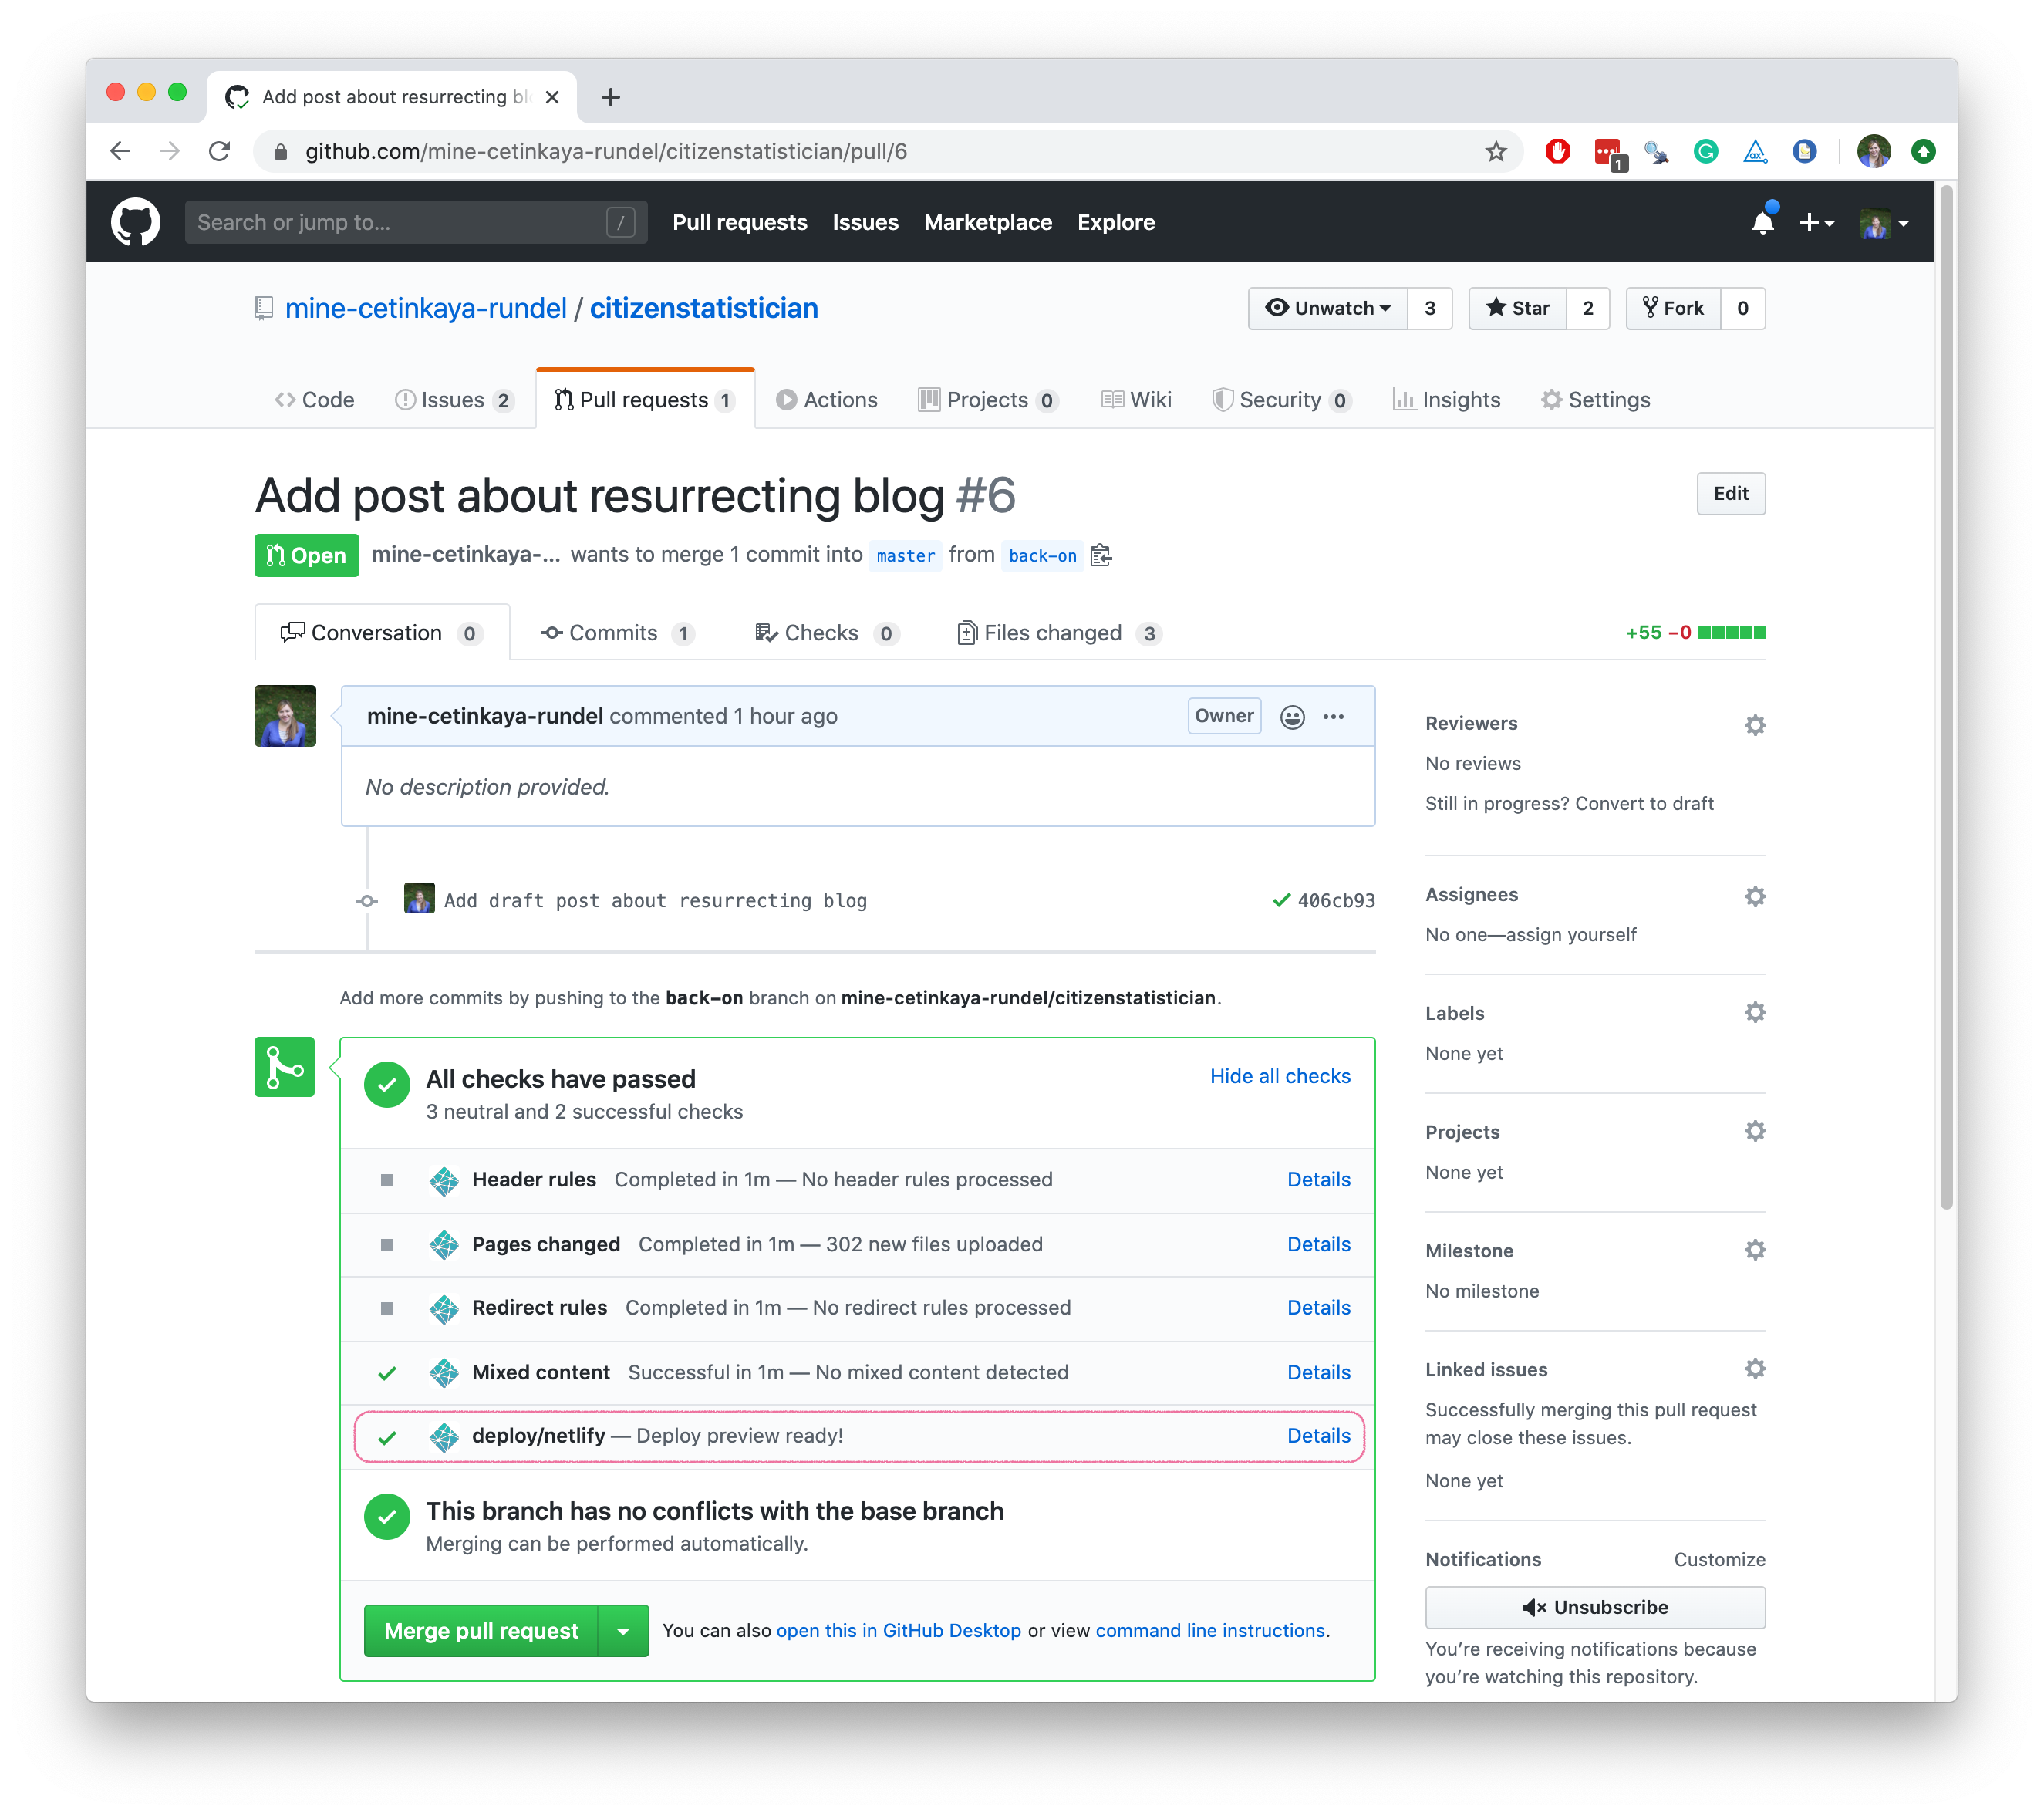 Add post about resurrecting bl
github.com/mine-cetinkaya-rundel/citizenstatistician/pull/6
1
Search or jump to...
/
Pull requests Issues Marketplace Explore
mine-cetinkaya-rundel / citizenstatistician
Unwatch 3 Star 2 Fork 0
Code Issues 2 Pull requests 1 Actions Projects 0 Wiki Security 0 Insights Settings
Add post about resurrecting blog #6
Edit
Open mine-cetinkaya-... wants to merge 1 commit into master from back-on
Conversation 0 Commits 1 Checks 0 Files changed 3 +55 −0
mine-cetinkaya-rundel commented 1 hour ago Owner
No description provided.
Add draft post about resurrecting blog 406cb93
Add more commits by pushing to the back-on branch on mine-cetinkaya-rundel/citizenstatistician.
All checks have passed
Hide all checks
3 neutral and 2 successful checks
Header rules Completed in 1m — No header rules processed Details
Pages changed Completed in 1m — 302 new files uploaded Details
Redirect rules Completed in 1m — No redirect rules processed Details
Mixed content Successful in 1m — No mixed content detected Details
deploy/netlify — Deploy preview ready! Details
This branch has no conflicts with the base branch
Merging can be performed automatically.
Merge pull request You can also open this in GitHub Desktop or view command line instructions.
Reviewers
No reviews
Still in progress? Convert to draft
Assignees
No one—assign yourself
Labels
None yet
Projects
None yet
Milestone
No milestone
Linked issues
Successfully merging this pull request
may close these issues.
None yet
Notifications Customize
Unsubscribe
You’re receiving notifications because
you’re watching this repository.